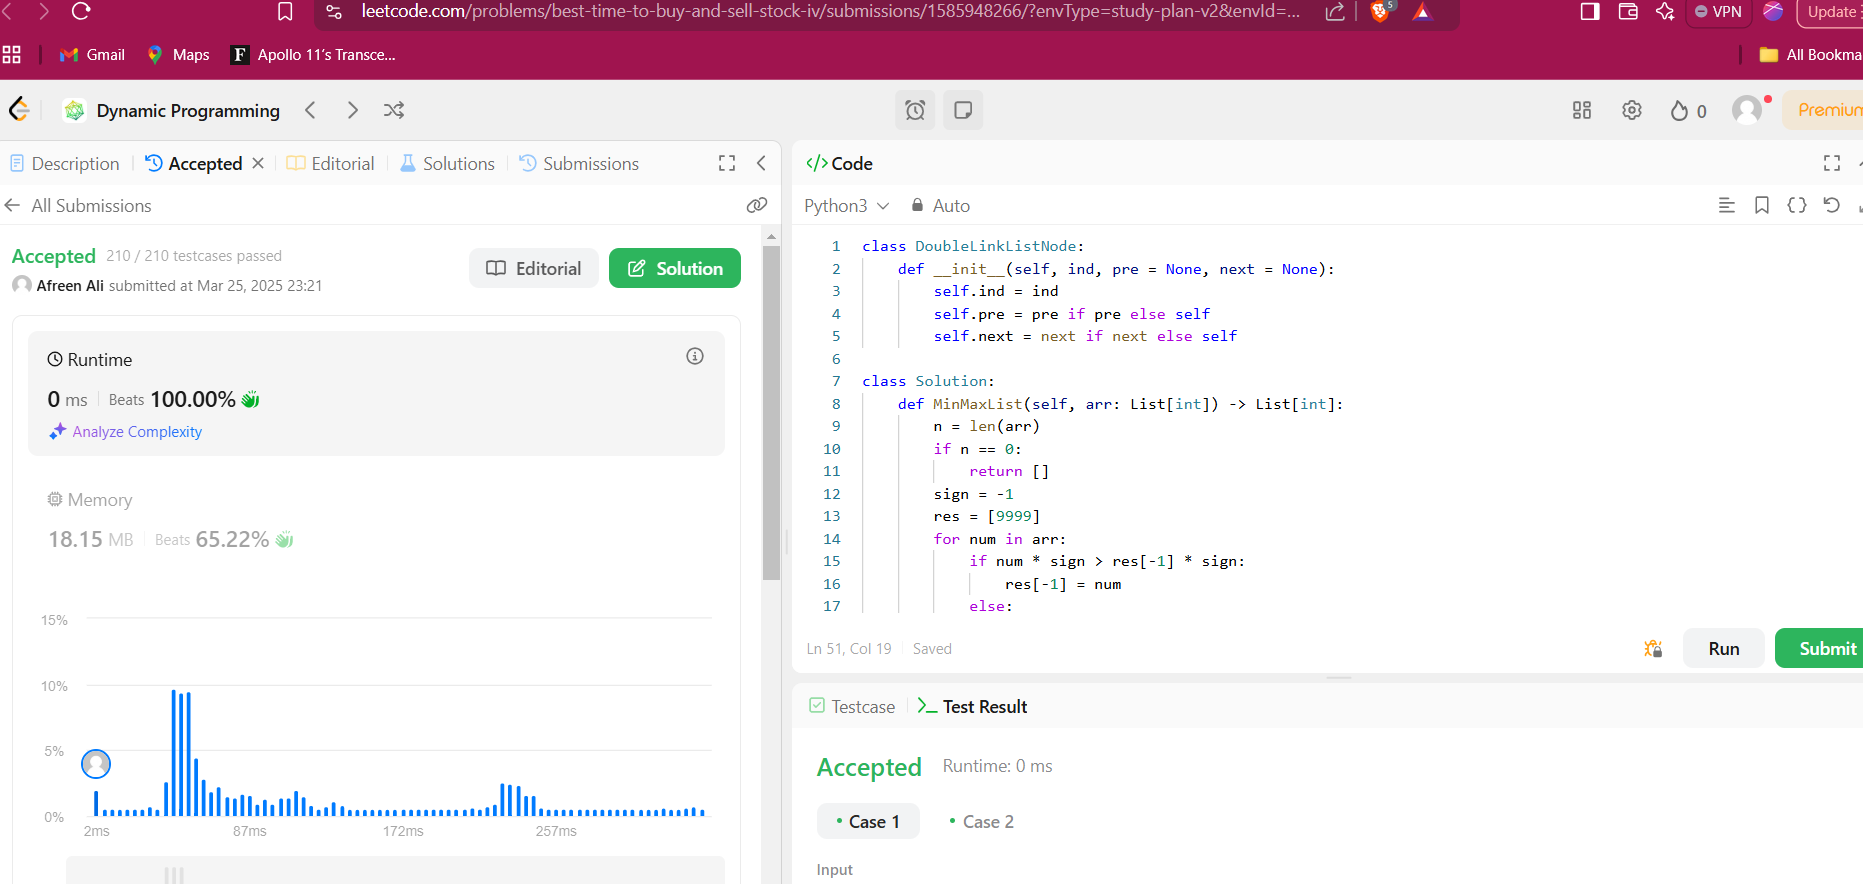 leetcode.com/problems/best-time-to-buy-and-sell-stock-iv/submissions/1585948266/?envType=study-plan-v2&envId=...
5
VPN
Update
Gmail
Maps
F
Apollo 11's Transce...
All Bookma
Dynamic Programming
0
Premium
Description
Accepted
Editorial
Solutions
Submissions
All Submissions
Accepted 210 / 210 testcases passed
Afreen Ali submitted at Mar 25, 2025 23:21
Editorial
Solution
Runtime
0 ms Beats 100.00%
Analyze Complexity
Memory
18.15 MB Beats 65.22%
15%
10%
5%
0%
2ms 87ms 172ms 257ms
</> Code
Python3 Auto
1 class DoubleLinkListNode:
2 def __init__(self, ind, pre = None, next = None):
3 self.ind = ind
4 self.pre = pre if pre else self
5 self.next = next if next else self
6
7 class Solution:
8 def MinMaxList(self, arr: List[int]) -> List[int]:
9 n = len(arr)
10 if n == 0:
11 return []
12 sign = -1
13 res = [9999]
14 for num in arr:
15 if num * sign > res[-1] * sign:
16 res[-1] = num
17 else:
Ln 51, Col 19 Saved
Run
Submit
Testcase
>_ Test Result
Accepted Runtime: 0 ms
• Case 1
• Case 2
Input